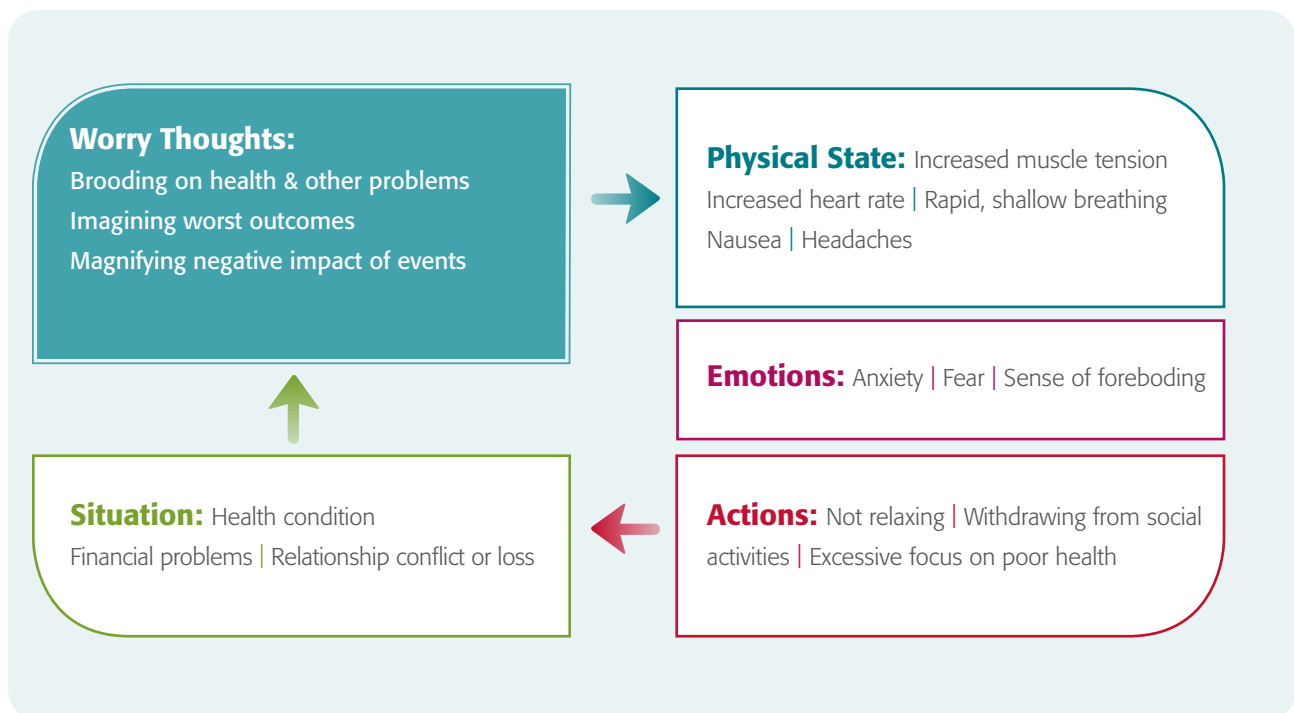 Worry Thoughts:
Brooding on health & other problems
Imagining worst outcomes
Magnifying negative impact of events
Physical State: Increased muscle tension
Increased heart rate | Rapid, shallow breathing
Nausea | Headaches
Emotions: Anxiety | Fear | Sense of foreboding
Actions: Not relaxing | Withdrawing from social
activities | Excessive focus on poor health
Situation: Health condition
Financial problems | Relationship conflict or loss